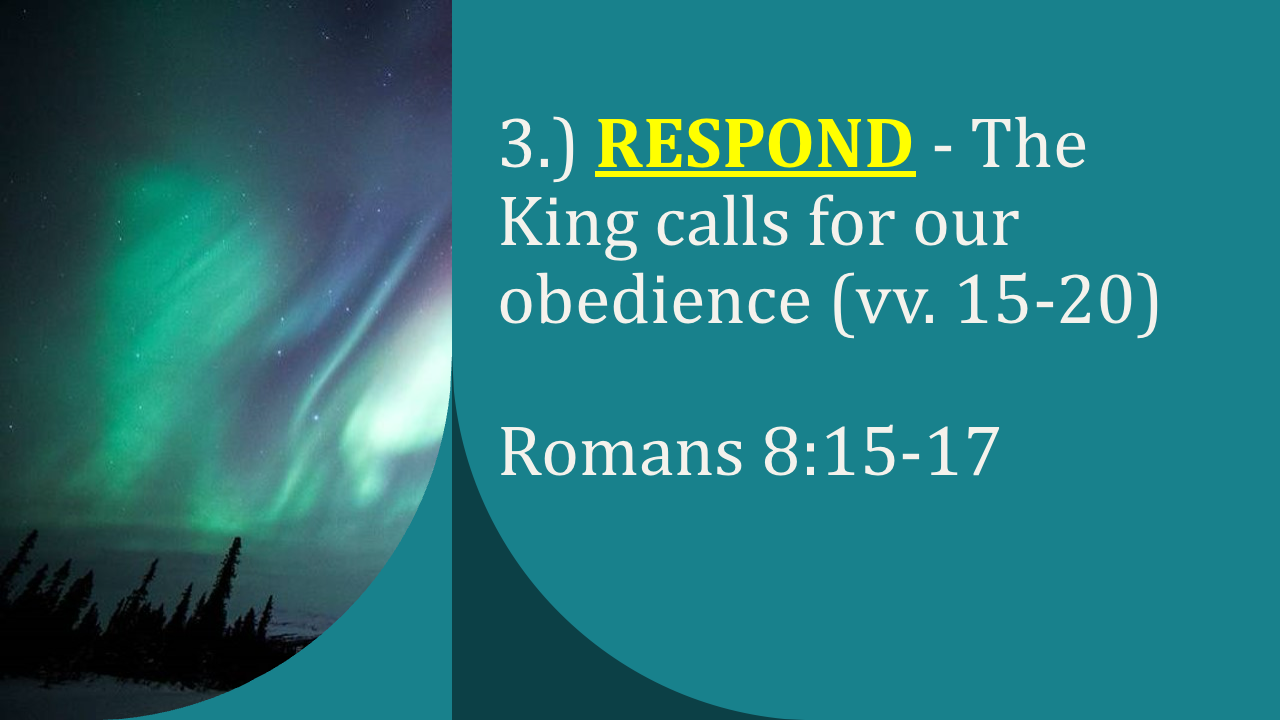 3.) RESPOND - The
King calls for our
obedience (vv. 15-20)
Romans 8:15-17